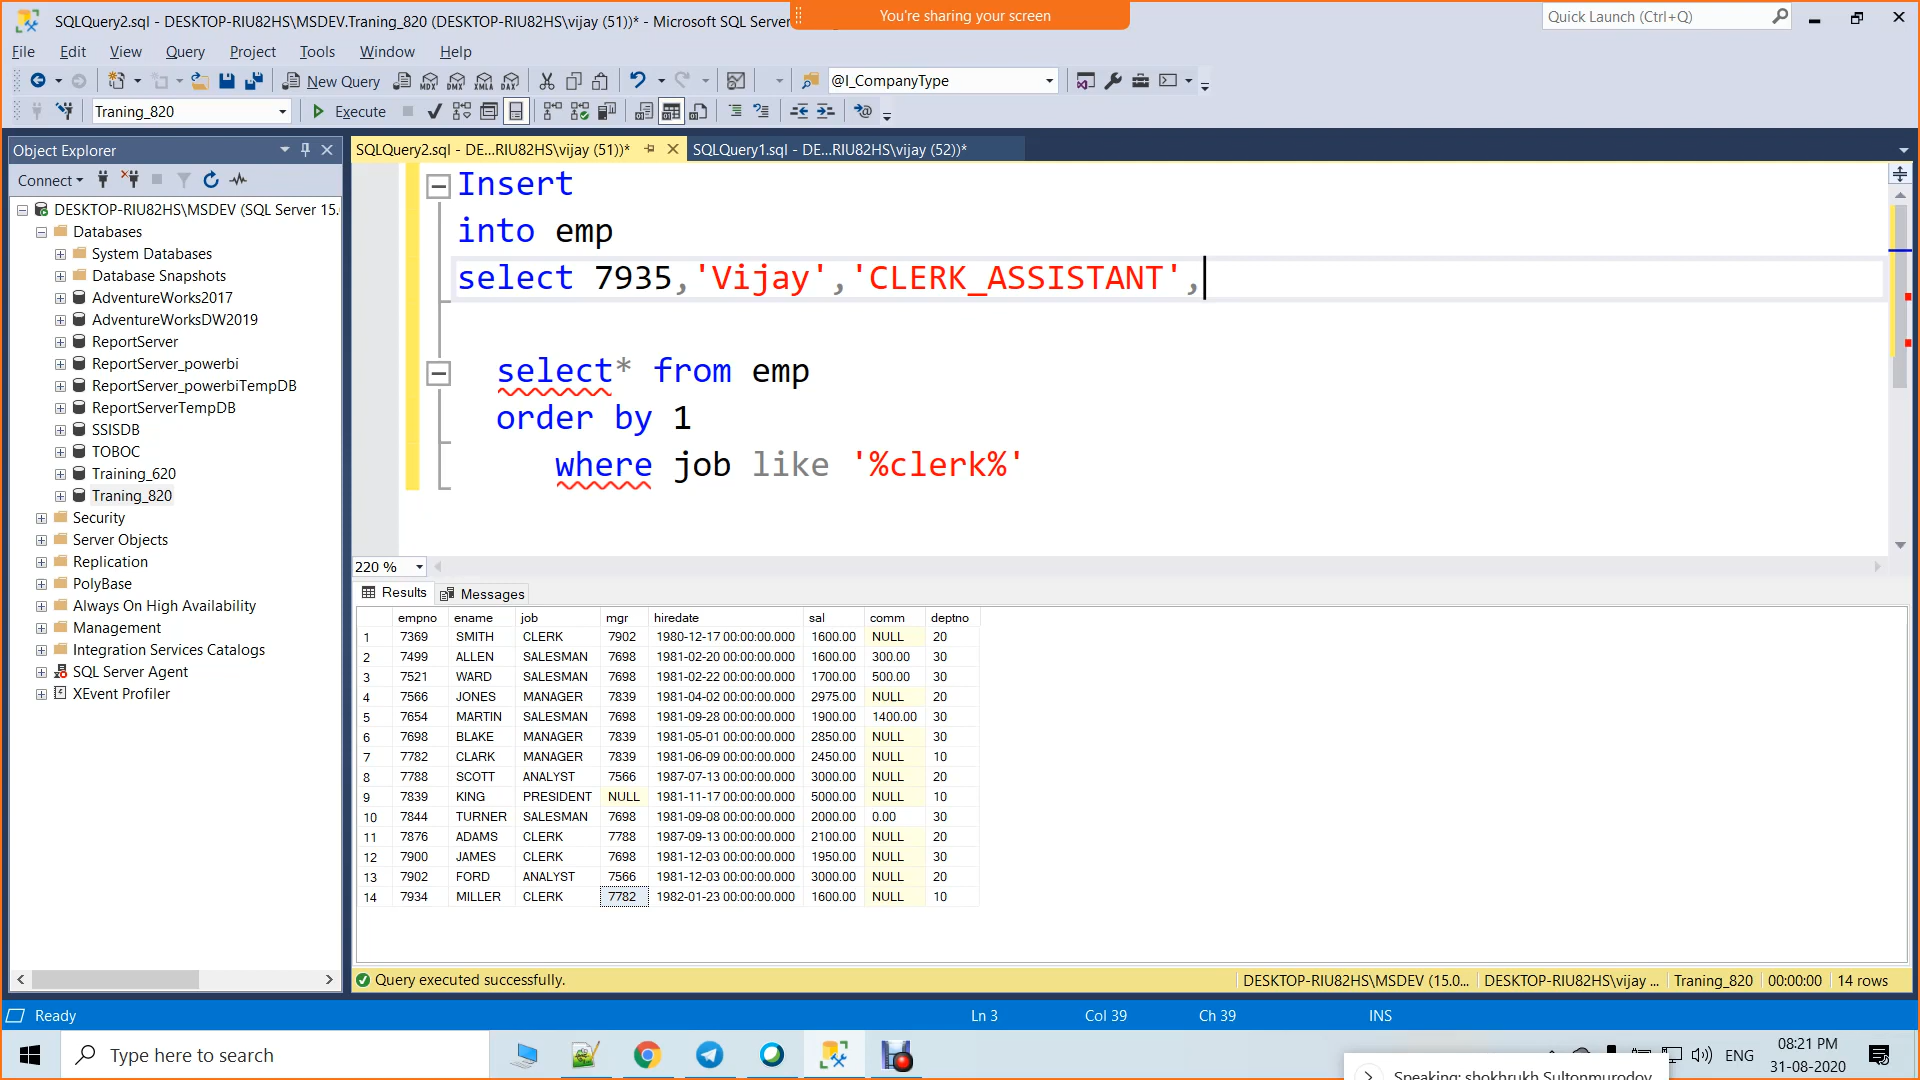 SQLQuery2.sql - DESKTOP-RIU82HS\MSDEV.Traning_820 (DESKTOP-RIU82HS\vijay (51))* - Microsoft SQL Server
You're sharing your screen
Quick Launch (Ctrl+Q)
File Edit View Query Project Tools Window Help
New Query MDX DMX XMLA DAX @I_CompanyType
Traning_820 Execute
Object Explorer
SQLQuery2.sql - DE...RIU82HS\vijay (51))* SQLQuery1.sql - DE...RIU82HS\vijay (52))*
Connect
DESKTOP-RIU82HS\MSDEV (SQL Server 15.
Databases
System Databases
Database Snapshots
AdventureWorks2017
AdventureWorksDW2019
ReportServer
ReportServer_powerbi
ReportServer_powerbiTempDB
ReportServerTempDB
SSISDB
TOBOC
Training_620
Traning_820
Security
Server Objects
Replication
PolyBase
Always On High Availability
Management
Integration Services Catalogs
SQL Server Agent
XEvent Profiler
Insert
into emp
select 7935,'Vijay','CLERK_ASSISTANT',
select* from emp
order by 1
where job like '%clerk%'
220 %
Results Messages
empno ename job mgr hiredate sal comm deptno
1 7369 SMITH CLERK 7902 1980-12-17 00:00:00.000 1600.00 NULL 20
2 7499 ALLEN SALESMAN 7698 1981-02-20 00:00:00.000 1600.00 300.00 30
3 7521 WARD SALESMAN 7698 1981-02-22 00:00:00.000 1700.00 500.00 30
4 7566 JONES MANAGER 7839 1981-04-02 00:00:00.000 2975.00 NULL 20
5 7654 MARTIN SALESMAN 7698 1981-09-28 00:00:00.000 1900.00 1400.00 30
6 7698 BLAKE MANAGER 7839 1981-05-01 00:00:00.000 2850.00 NULL 30
7 7782 CLARK MANAGER 7839 1981-06-09 00:00:00.000 2450.00 NULL 10
8 7788 SCOTT ANALYST 7566 1987-07-13 00:00:00.000 3000.00 NULL 20
9 7839 KING PRESIDENT NULL 1981-11-17 00:00:00.000 5000.00 NULL 10
10 7844 TURNER SALESMAN 7698 1981-09-08 00:00:00.000 2000.00 0.00 30
11 7876 ADAMS CLERK 7788 1987-09-13 00:00:00.000 2100.00 NULL 20
12 7900 JAMES CLERK 7698 1981-12-03 00:00:00.000 1950.00 NULL 30
13 7902 FORD ANALYST 7566 1981-12-03 00:00:00.000 3000.00 NULL 20
14 7934 MILLER CLERK 7782 1982-01-23 00:00:00.000 1600.00 NULL 10
Query executed successfully. DESKTOP-RIU82HS\MSDEV (15.0... DESKTOP-RIU82HS\vijay ... Traning_820 00:00:00 14 rows
Ready Ln 3 Col 39 Ch 39 INS
Type here to search
ENG
08:21 PM
31-08-2020
Speaking: shokhrukh Sultonmurodov